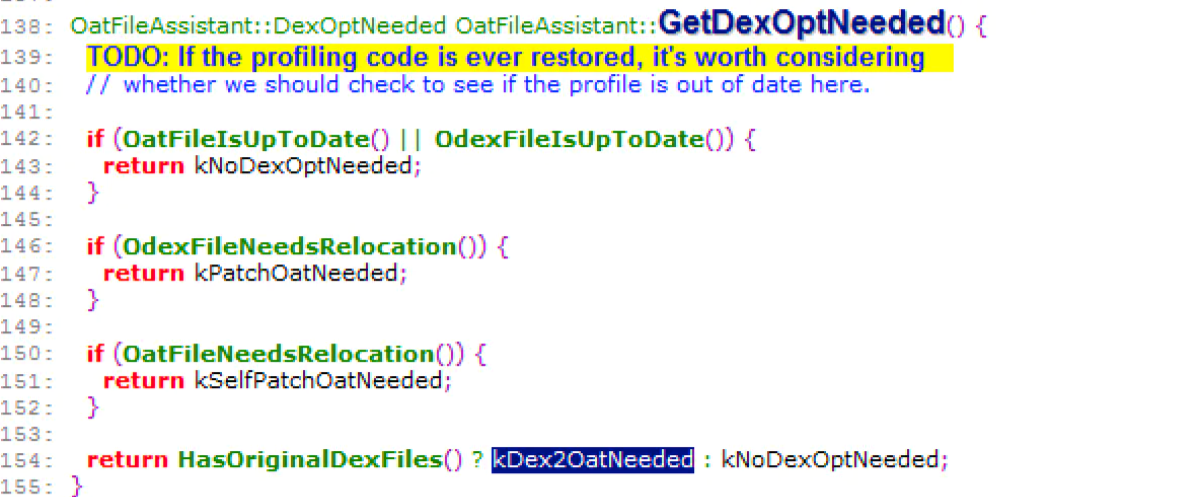 138: OatFileAssistant::DexOptNeeded OatFileAssistant::GetDexOptNeeded() {
139: TODO: If the profiling code is ever restored, it's worth considering
140: // whether we should check to see if the profile is out of date here.
141:
142: if (OatFileIsUpToDate() || OdexFileIsUpToDate()) {
143: return kNoDexOptNeeded;
144: }
145:
146: if (OdexFileNeedsRelocation()) {
147: return kPatchOatNeeded;
148: }
149:
150: if (OatFileNeedsRelocation()) {
151: return kSelfPatchOatNeeded;
152: }
153:
154: return HasOriginalDexFiles() ? kDex2OatNeeded : kNoDexOptNeeded;
155: }